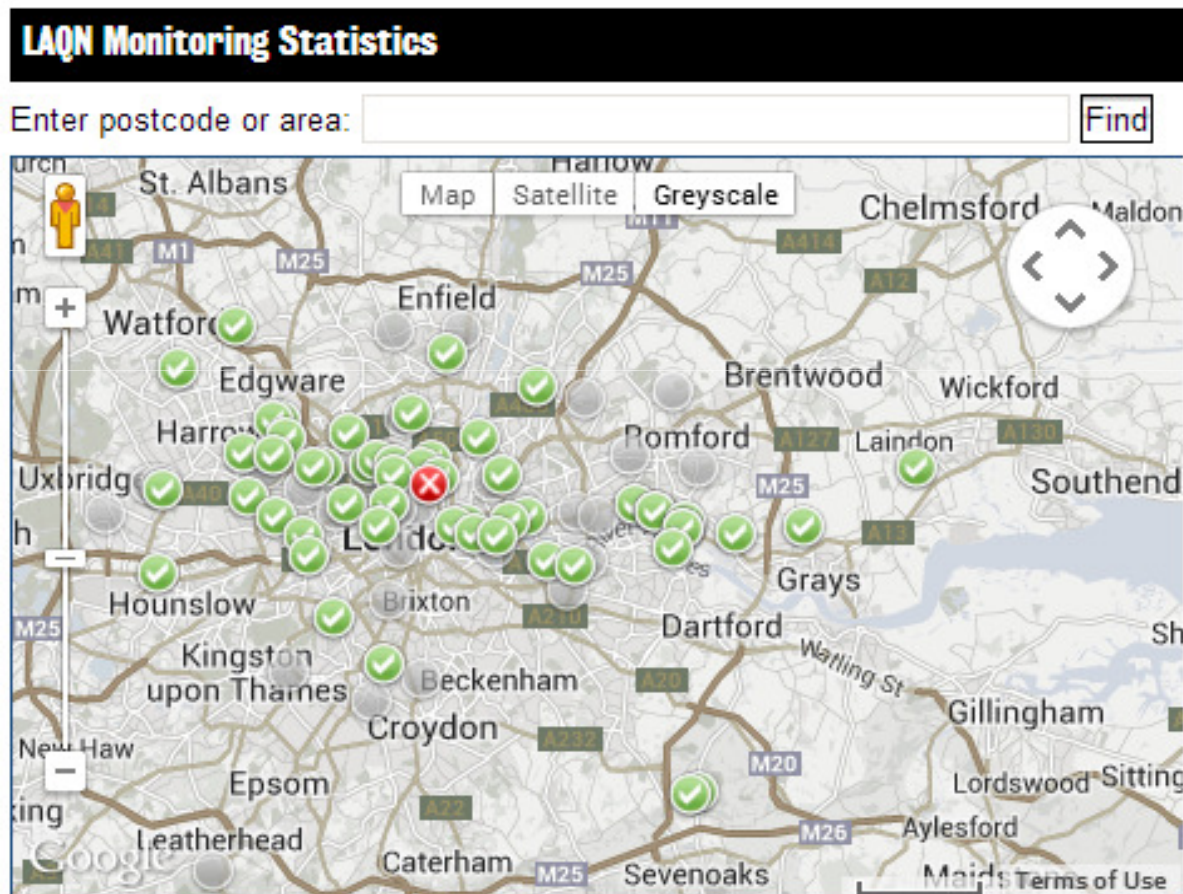 LAQN Monitoring Statistics
Enter postcode or area: Find
St. Albans
Map Satellite Greyscale
Chelmsford
Maldon
A41
M1
M25
A414
M11
M25
A12
Enfield
Watford
Edgware
Brentwood
Wickford
Harrow
Romford
A127
Laindon
A130
Uxbridge
A40
M25
Southend
London
A13
Grays
Hounslow
Brixton
A210
M25
Dartford
Watling St
Kingston
upon Thames
Beckenham
A20
Gillingham
Croydon
A232
New Haw
M20
Epsom
Lordswood
A22
M26
Aylesford
Leatherhead
Google
Caterham
M25
Sevenoaks
Terms of Use